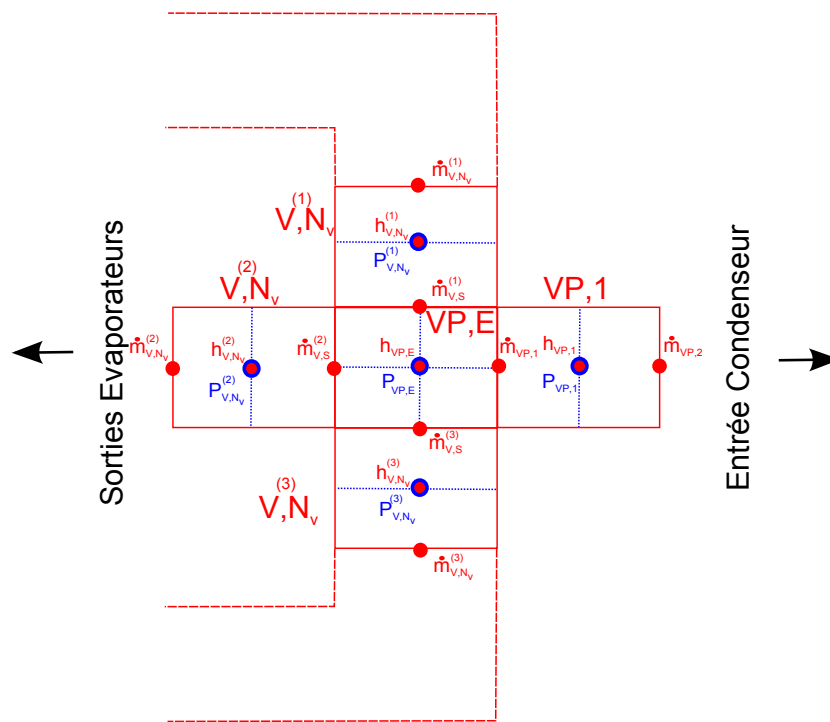 ṁV,Nv(1)
V,Nv(1)
hV,Nv(1)
PV,Nv(1)
V,Nv(2)
ṁV,S(1)
VP,E
VP,1
ṁV,Nv(2)
hV,Nv(2)
PV,Nv(2)
ṁV,S(2)
hVP,E
PVP,E
ṁVP,1
hVP,1
PVP,1
ṁVP,2
ṁV,S(3)
V,Nv(3)
hV,Nv(3)
PV,Nv(3)
ṁV,Nv(3)
Sorties Evaporateurs
Entrée Condenseur